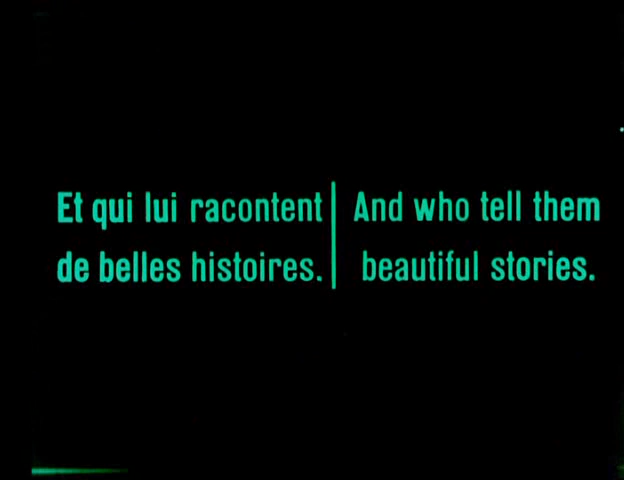 Et qui lui racontent
de belles histoires.
And who tell them
beautiful stories.